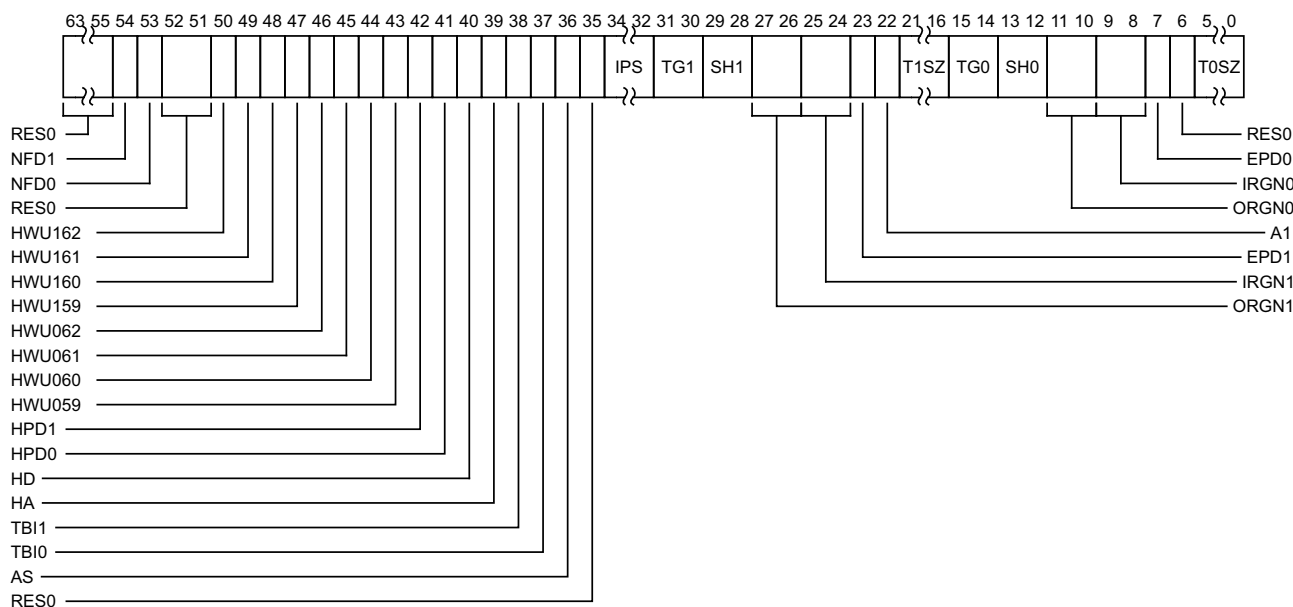 63 55 54 53 52 51 50 49 48 47 46 45 44 43 42 41 40 39 38 37 36 35 34 32 31 30 29 28 27 26 25 24 23 22 21 16 15 14 13 12 11 10 9 8 7 6 5 0
IPS TG1 SH1 T1SZ TG0 SH0 T0SZ
RES0 RES0
NFD1 EPD0
NFD0 IRGN0
RES0 ORGN0
HWU162 A1
HWU161 EPD1
HWU160 IRGN1
HWU159 ORGN1
HWU062
HWU061
HWU060
HWU059
HPD1
HPD0
HD
HA
TBI1
TBI0
AS
RES0